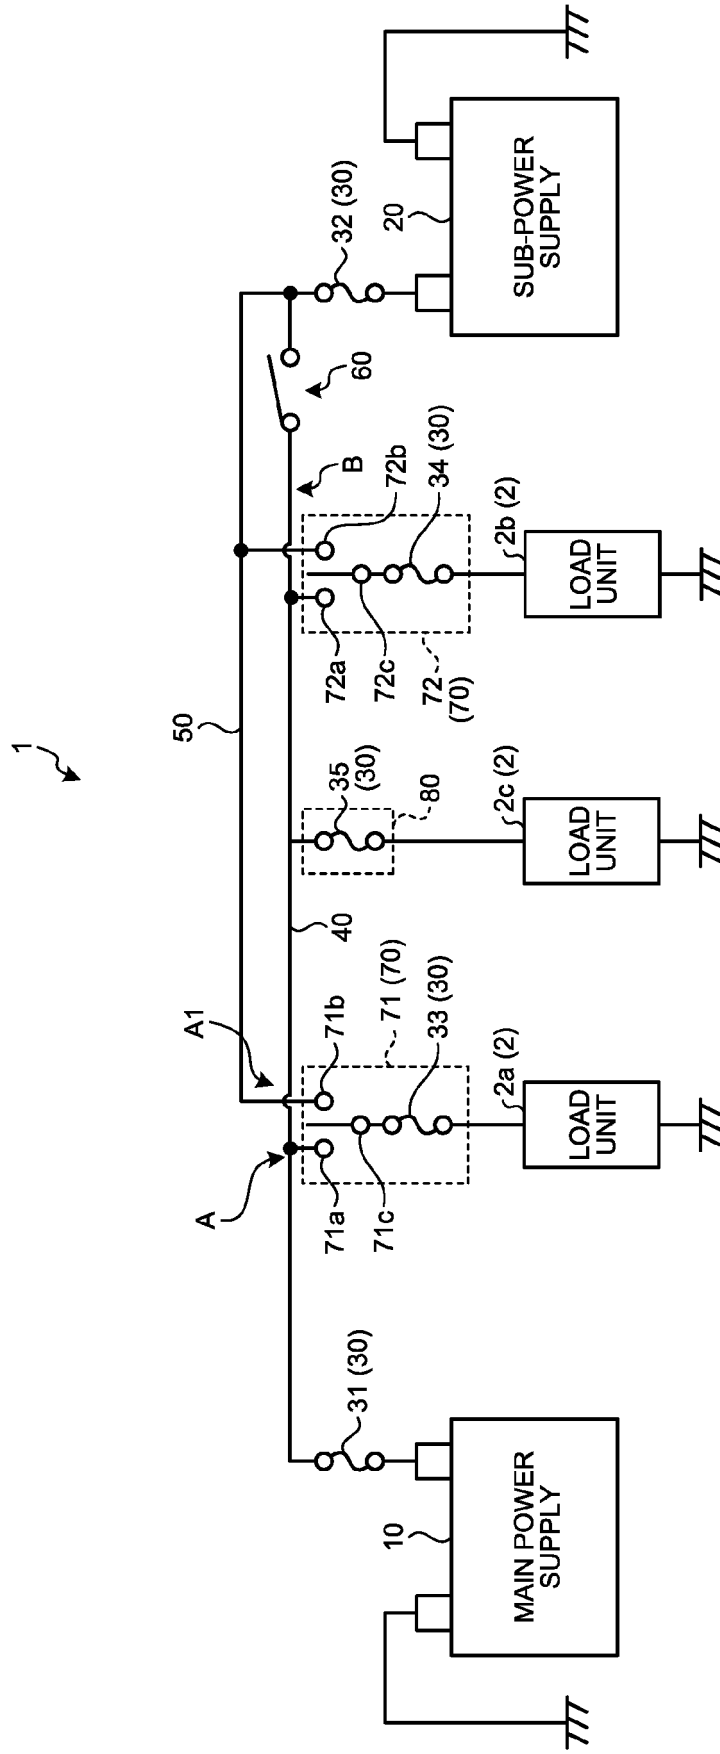 1
50
A1
A
40
B
60
32 (30)
20
SUB-POWER
SUPPLY
31 (30)
10
MAIN POWER
SUPPLY
71a
71b
71c
71 (70)
33 (30)
2a (2)
LOAD
UNIT
35
(30)
80
2c (2)
LOAD
UNIT
72a
72b
72c
72
(70)
34 (30)
2b (2)
LOAD
UNIT